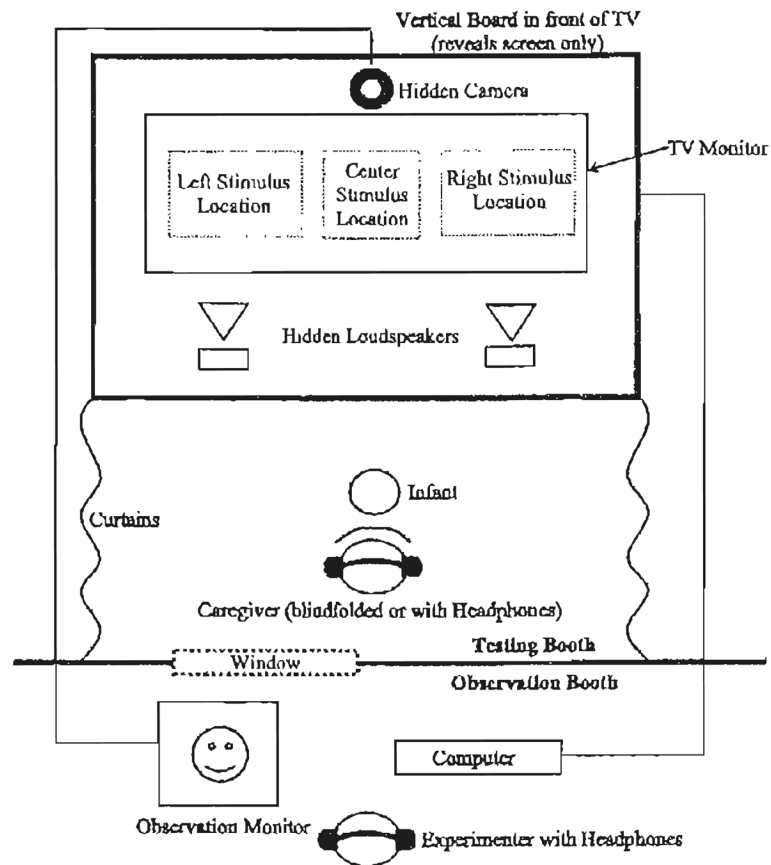 Vertical Board in front of TV
(reveals screen only)
Hidden Camera
TV Monitor
Left Stimulus
Location
Center
Stimulus
Location
Right Stimulus
Location
Hidden Loudspeakers
Infant
Curtains
Caregiver (blindfolded or with Headphones)
Testing Booth
Window
Observation Booth
Computer
Observation Monitor
Experimenter with Headphones